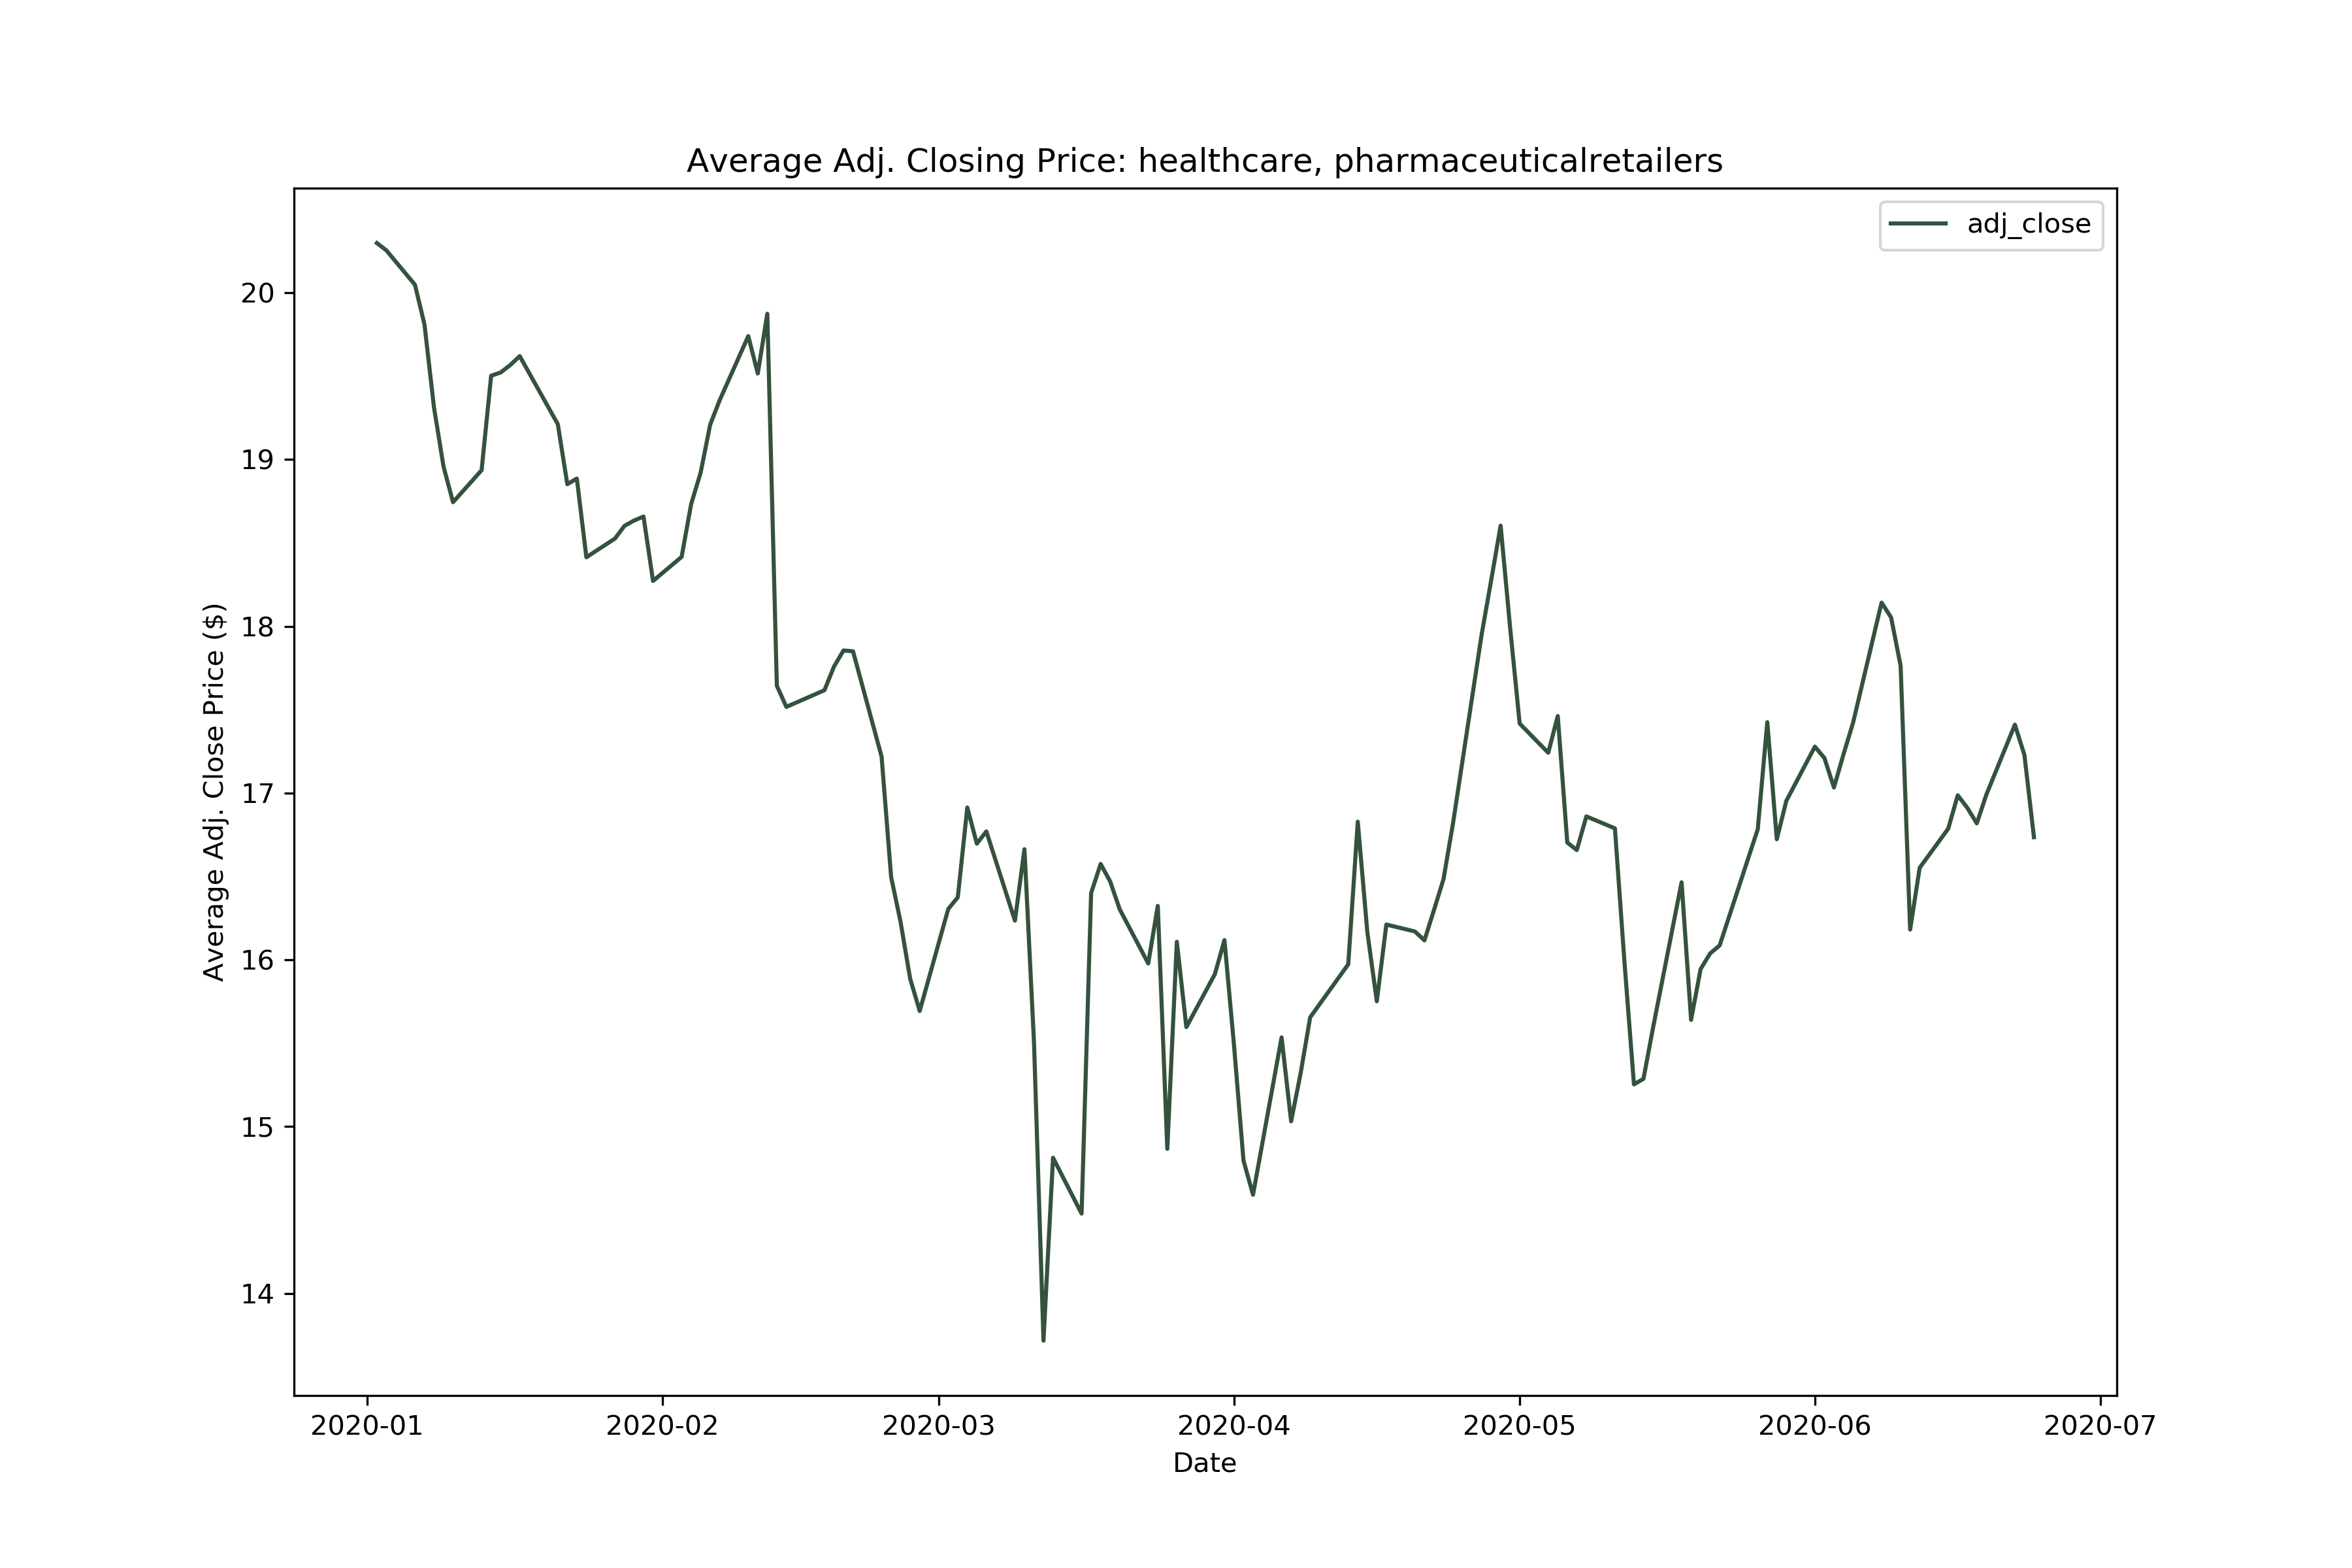 Average Adj. Closing Price: healthcare, pharmaceuticalretailers
adj_close
Average Adj. Close Price ($)
20
19
18
17
16
15
14
2020-01 2020-02 2020-03 2020-04 2020-05 2020-06 2020-07
Date